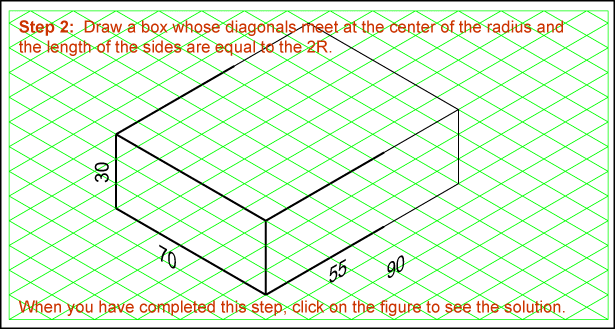 Step 2: Draw a box whose diagonals meet at the center of the radius and
the length of the sides are equal to the 2R.
30
70
55
90
When you have completed this step, click on the figure to see the solution.